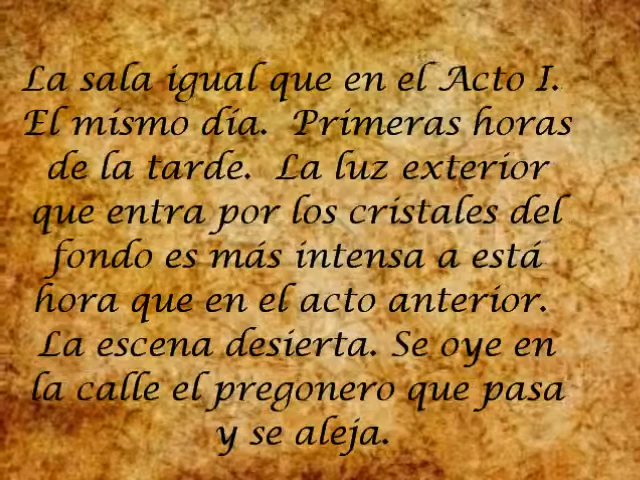 La sala igual que en el Acto I.
El mismo día.  Primeras horas
de la tarde.  La luz exterior
que entra por los cristales del
fondo es más intensa a está
hora que en el acto anterior.
La escena desierta. Se oye en
la calle el pregonero que pasa
y se aleja.